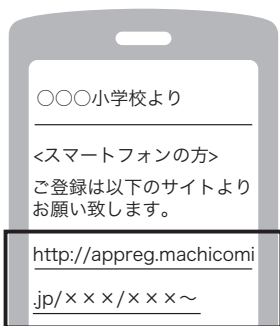 ○○○小学校より
<スマートフォンの方>
ご登録は以下のサイトより
お願い致します。
http://appreg.machicomi
.jp/×××/×××～